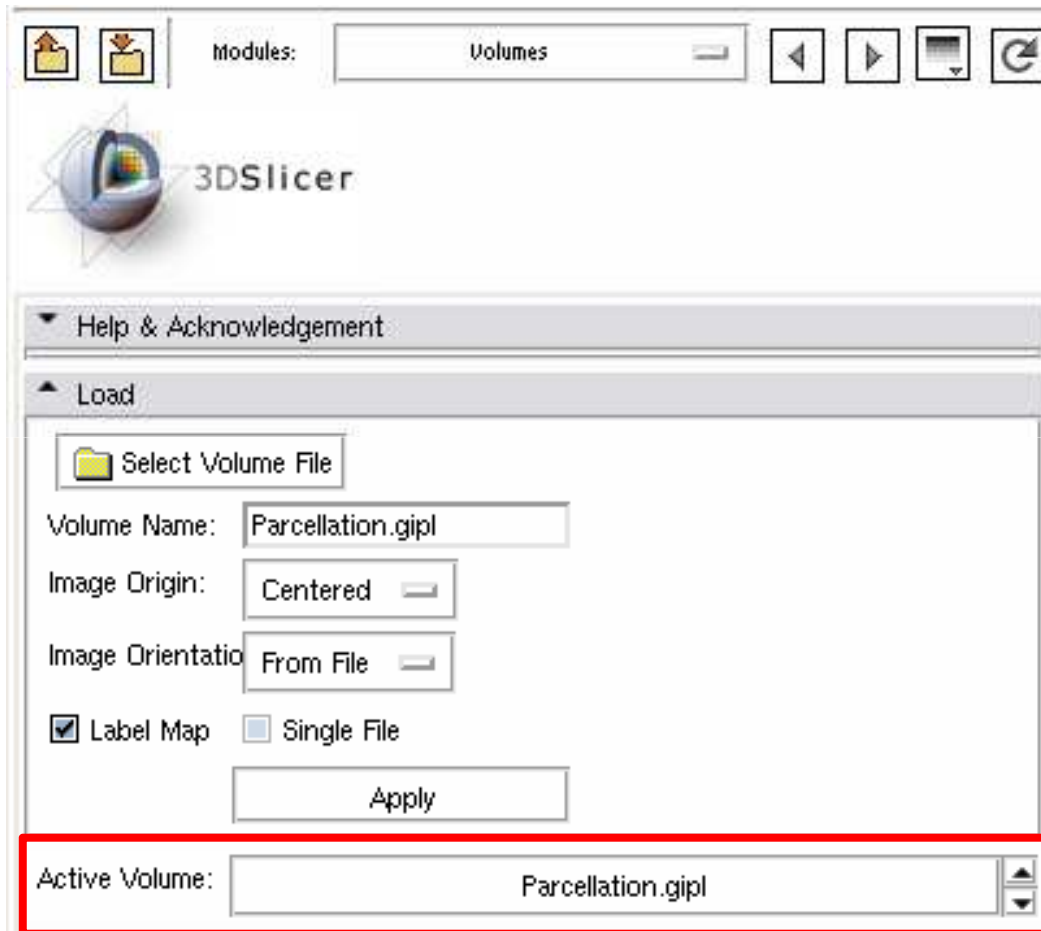 Modules: Volumes
3DSlicer
Help & Acknowledgement
Load
Select Volume File
Volume Name: Parcellation.gipl
Image Origin: Centered
Image Orientatio From File
Label Map Single File
Apply
Active Volume: Parcellation.gipl